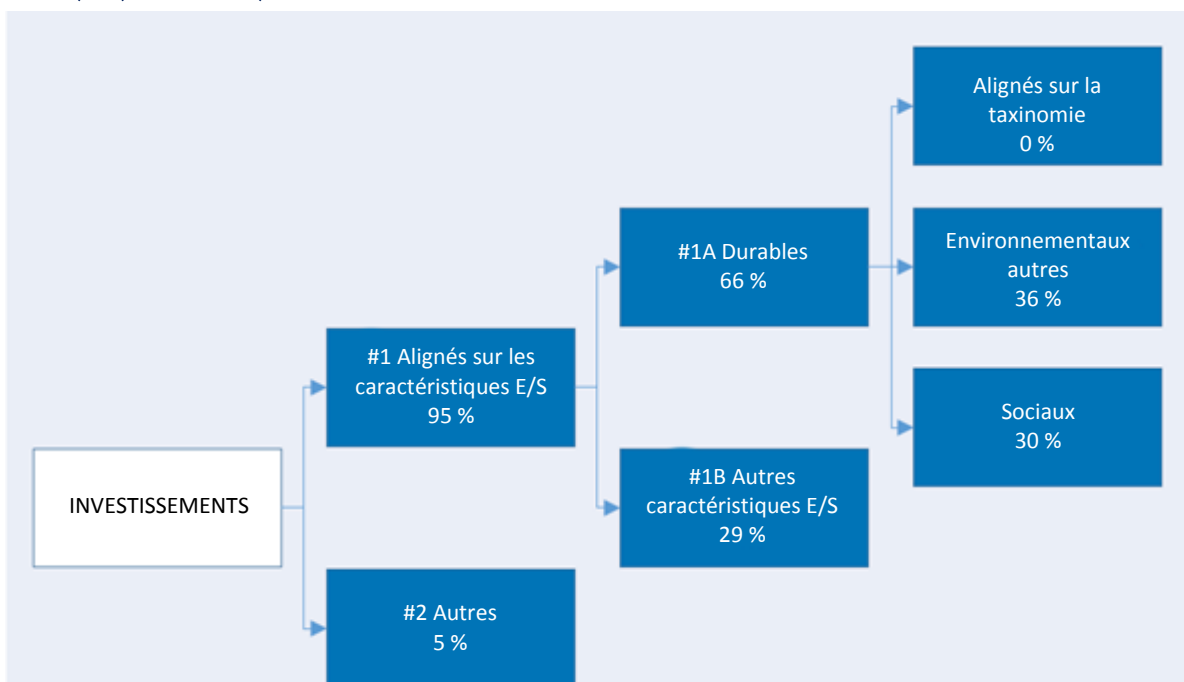 Alignés sur la
taxinomie
0 %
#1A Durables
66 %
Environnementaux
autres
36 %
#1 Alignés sur les
caractéristiques E/S
95 %
Sociaux
30 %
INVESTISSEMENTS
#1B Autres
caractéristiques E/S
29 %
#2 Autres
5 %